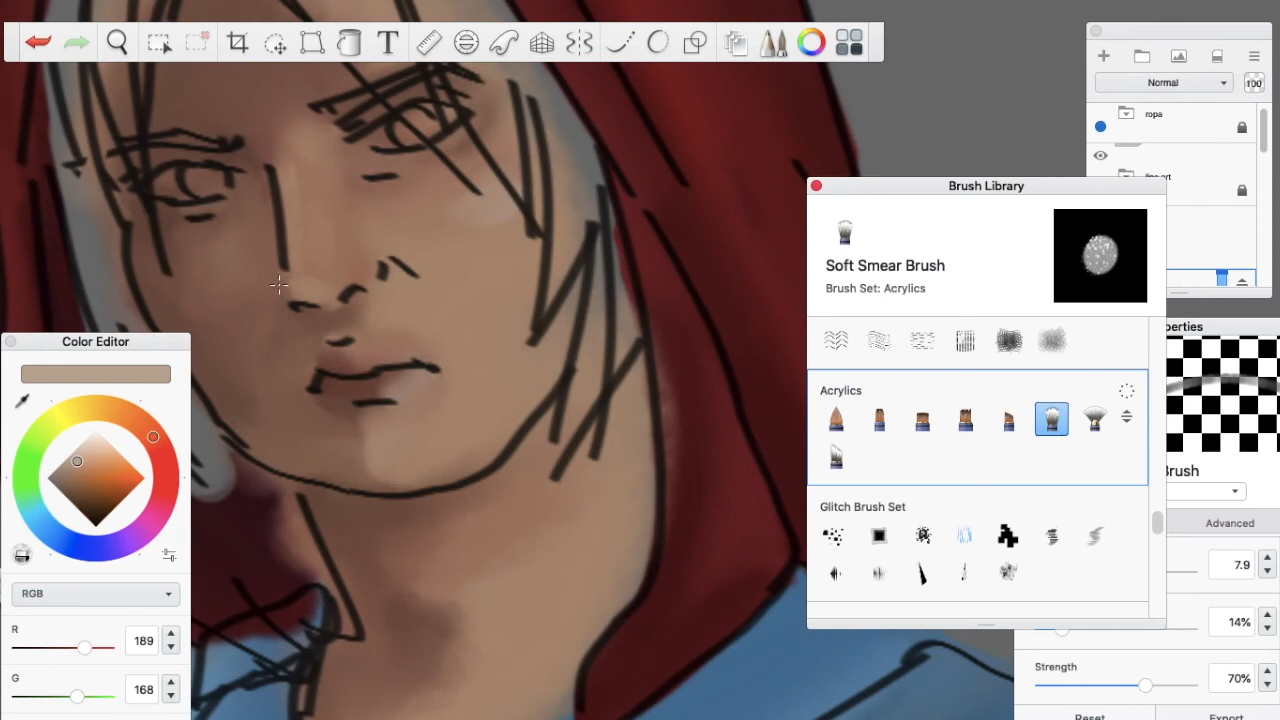 T
Normal
100
ropa
Brush Library
Soft Smear Brush
Brush Set: Acrylics
Acrylics
Glitch Brush Set
Color Editor
RGB
R
189
G
168
perties
Brush
Advanced
7.9
14%
Strength
70%
Reset
Export